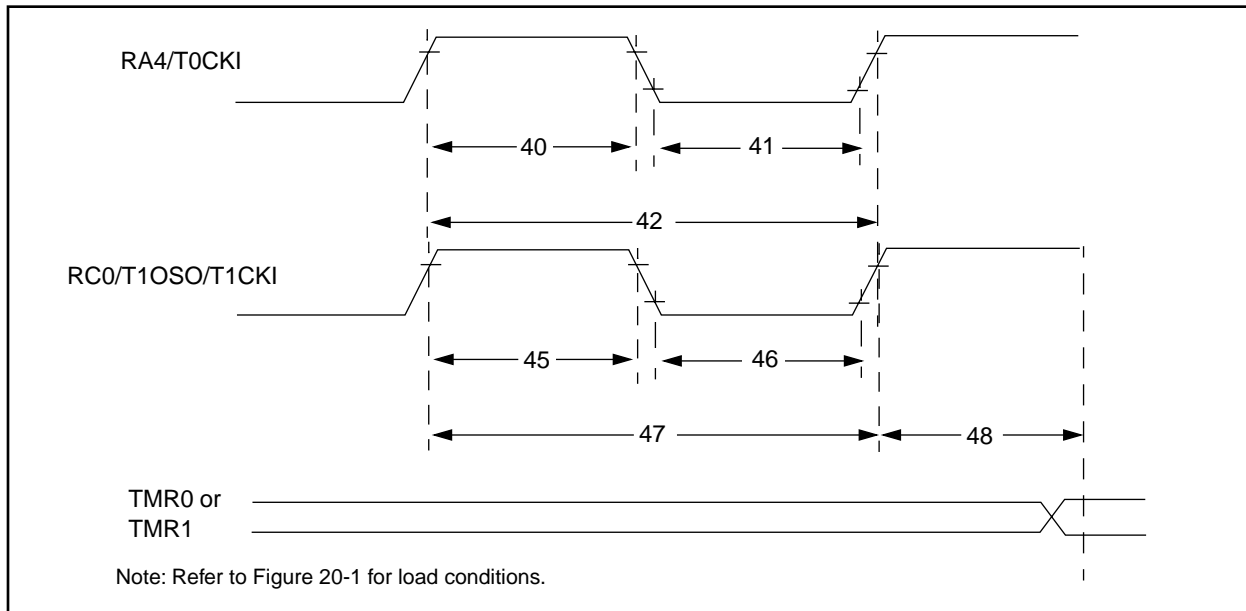 RA4/T0CKI
40
41
42
RC0/T1OSO/T1CKI
45
46
47
48
TMR0 or
TMR1
Note: Refer to Figure 20-1 for load conditions.